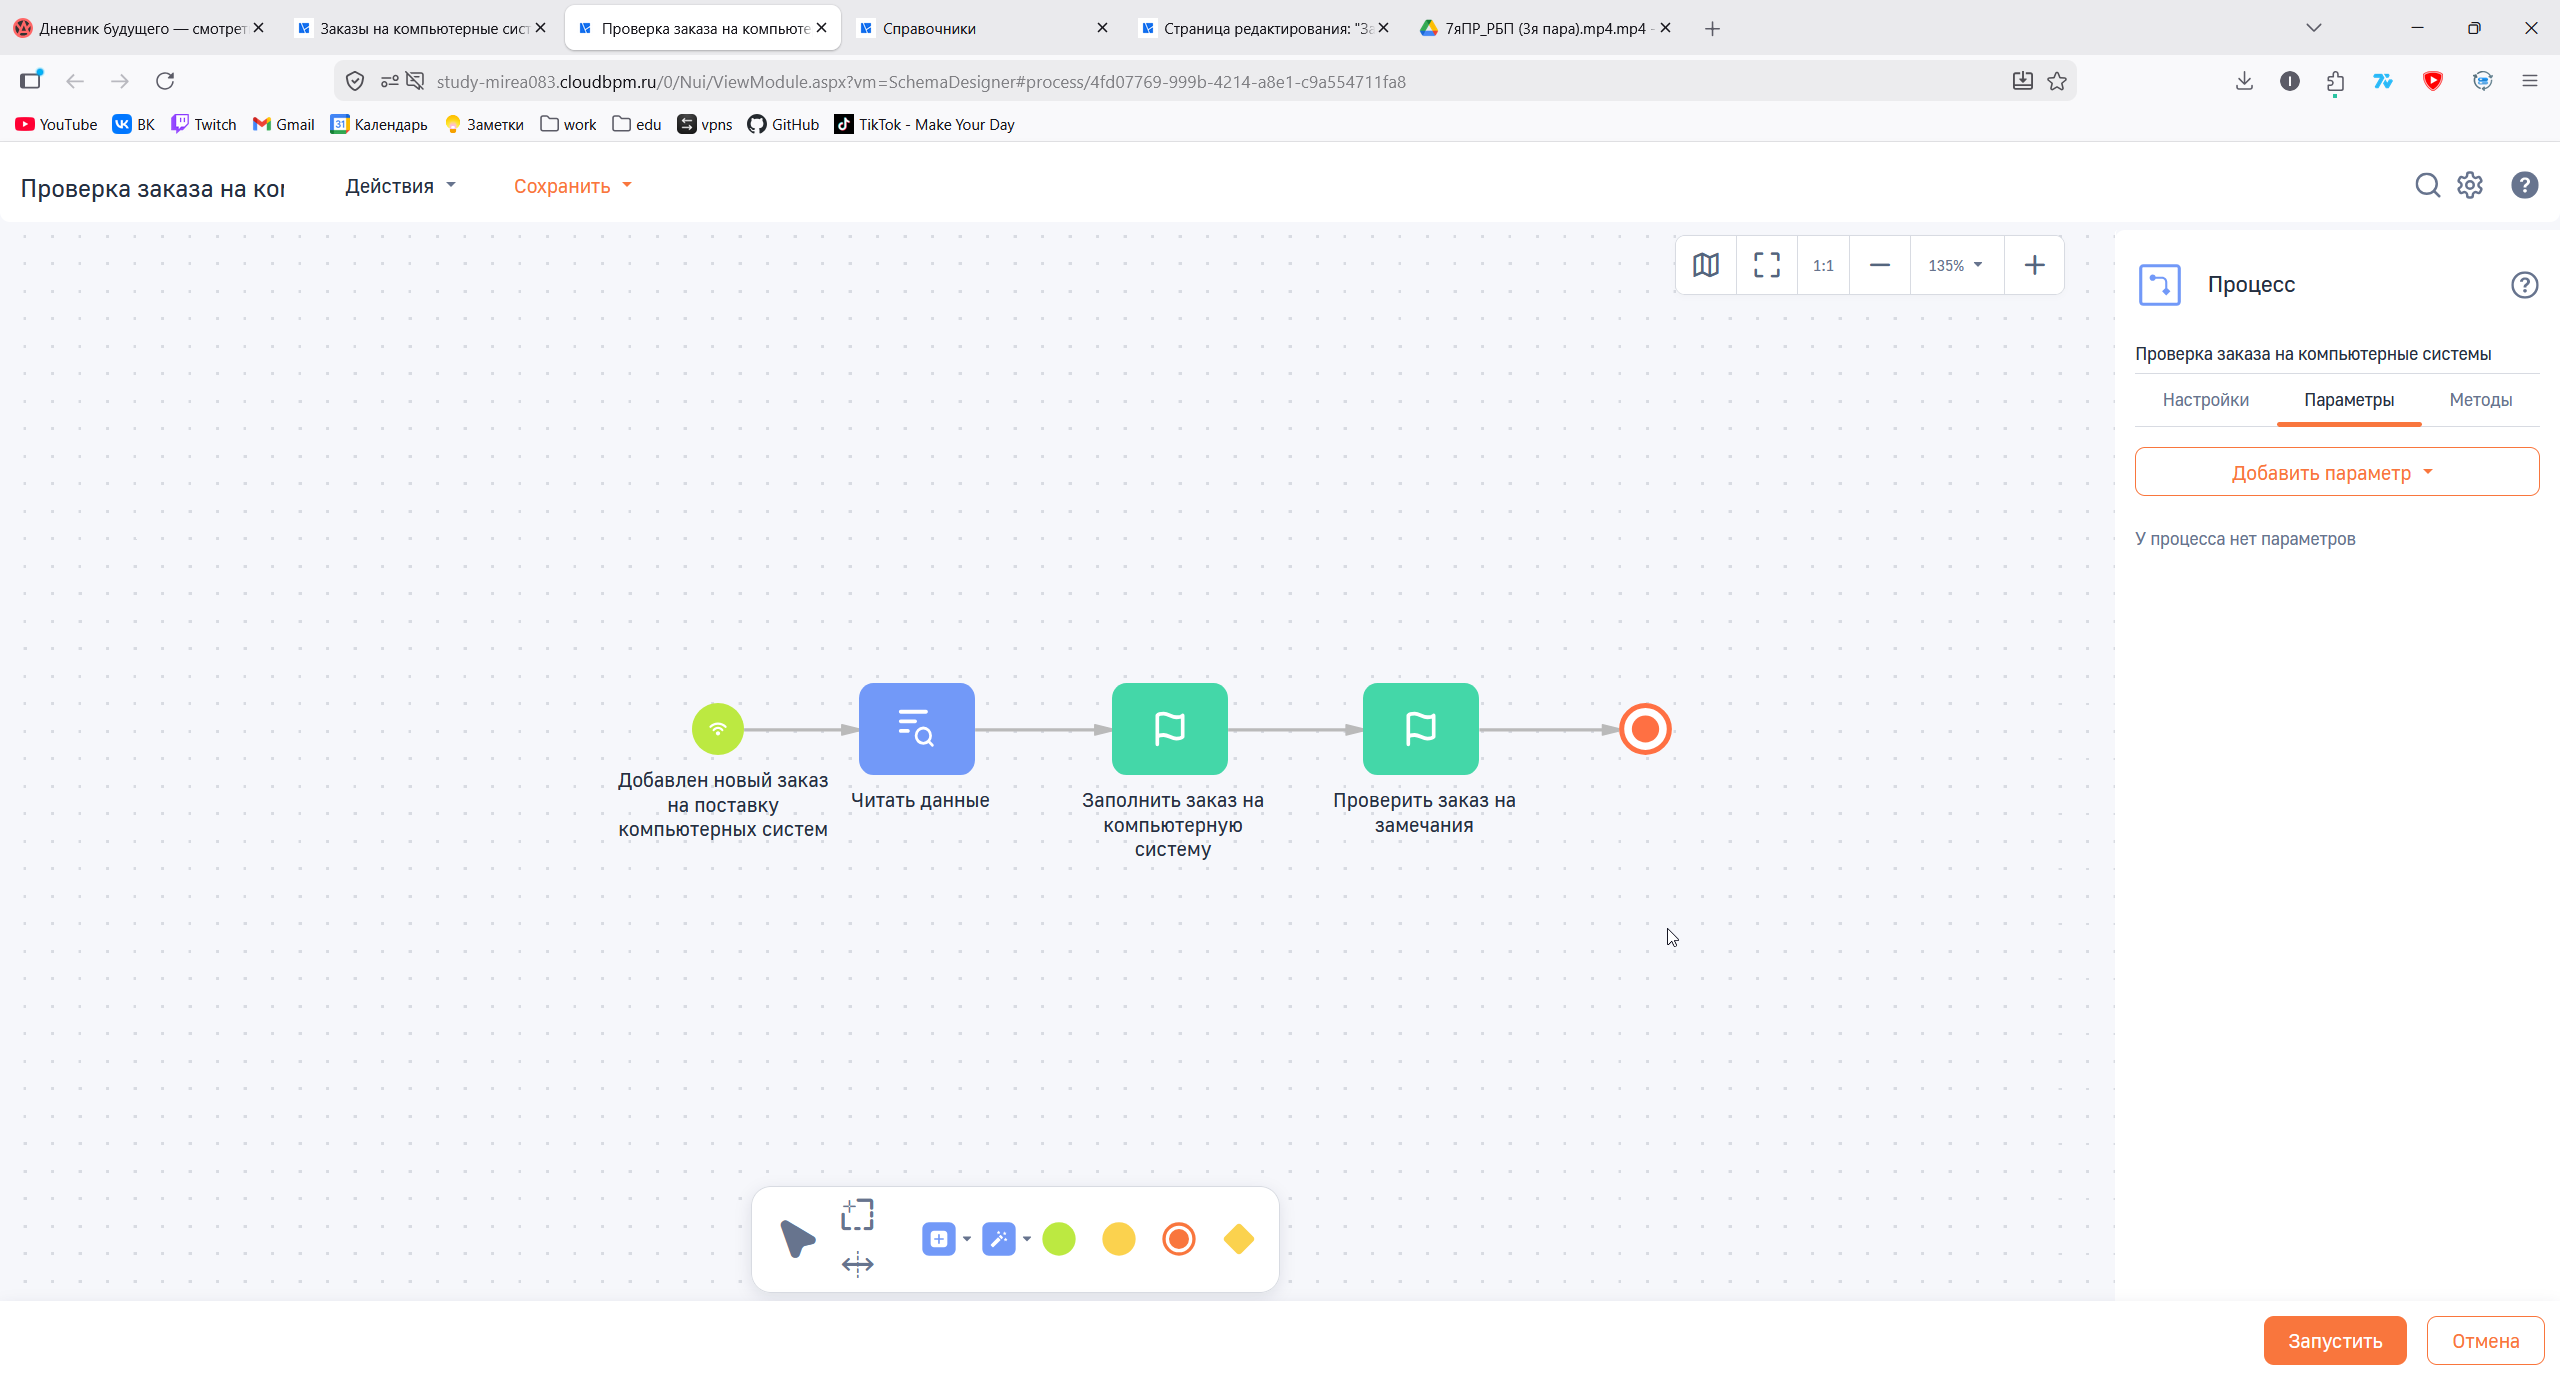 Дневник будущего — смотрет
Заказы на компьютерные сист
Проверка заказа на компьюте
Справочники
Страница редактирования: "За
7яПР_РБП (3я пара).mp4.mp4 -
study-mirea083.cloudbpm.ru/0/Nui/ViewModule.aspx?vm=SchemaDesigner#process/4fd07769-999b-4214-a8e1-c9a554711fa8
YouTube
ВК
Twitch
Gmail
31
Календарь
Заметки
work
edu
vpns
GitHub
TikTok - Make Your Day
Проверка заказа на ком
Действия
Сохранить
1:1
135%
Процесс
Проверка заказа на компьютерные системы
Настройки
Параметры
Методы
Добавить параметр
У процесса нет параметров
Добавлен новый заказ
на поставку
компьютерных систем
Читать данные
Заполнить заказ на
компьютерную
систему
Проверить заказ на
замечания
Запустить
Отмена